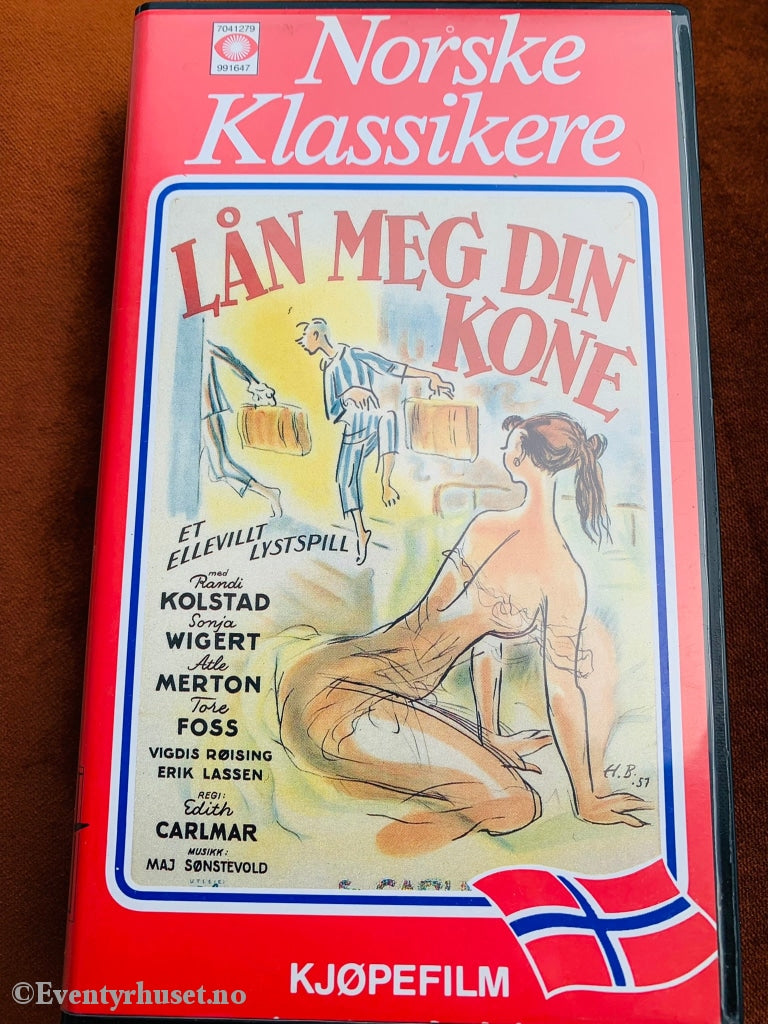 7041279
991647
Norske
Klassikere
LÅN MEG DIN
KONE
ET
ELLEVILLT
LYSTSPILL
med
Randi
KOLSTAD
Sonja
WIGERT
Atle
MERTON
Tore
FOSS
VIGDIS RØISING
ERIK LASSEN
REGI:
Edith
CARLMAR
MUSIKK:
MAJ SØNSTEVOLD
H.B.
.57
KJØPEFILM
©Eventyrhuset.no